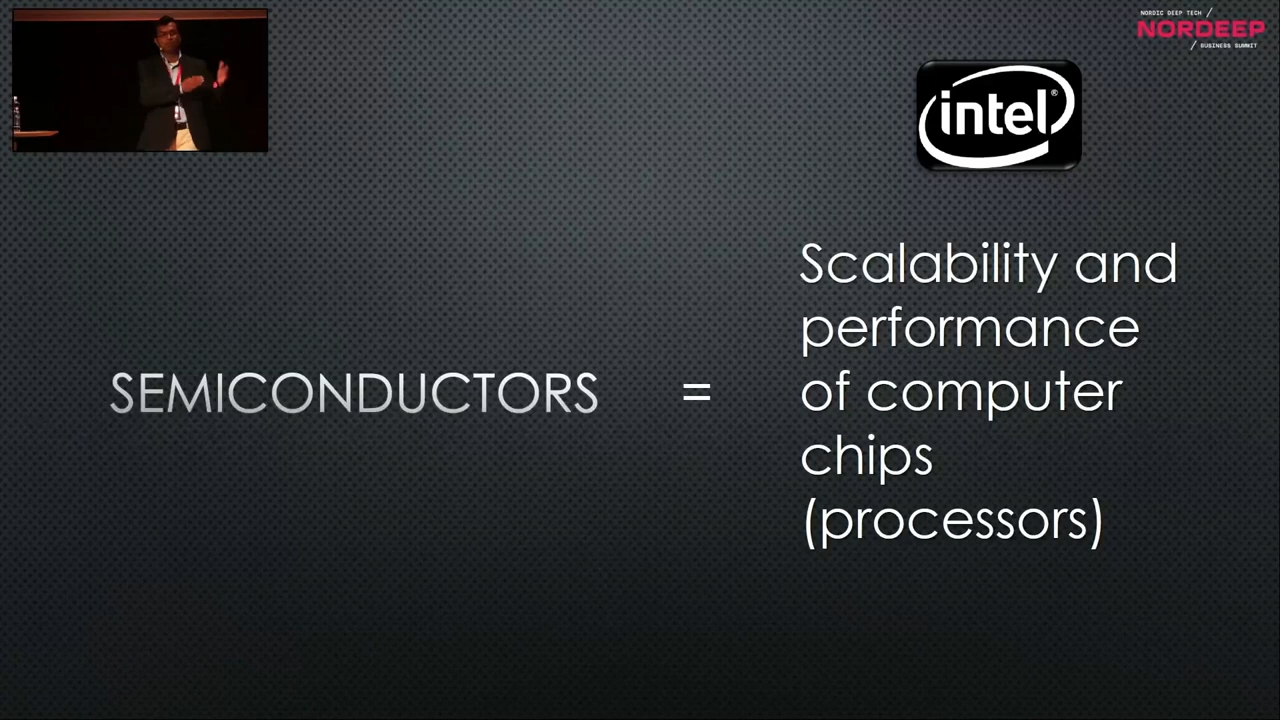 NORDIC DEEP TECH /
NORDEEP
/ BUSINESS SUMMIT
intel®
Scalability and
performance
SEMICONDUCTORS = of computer
chips
(processors)